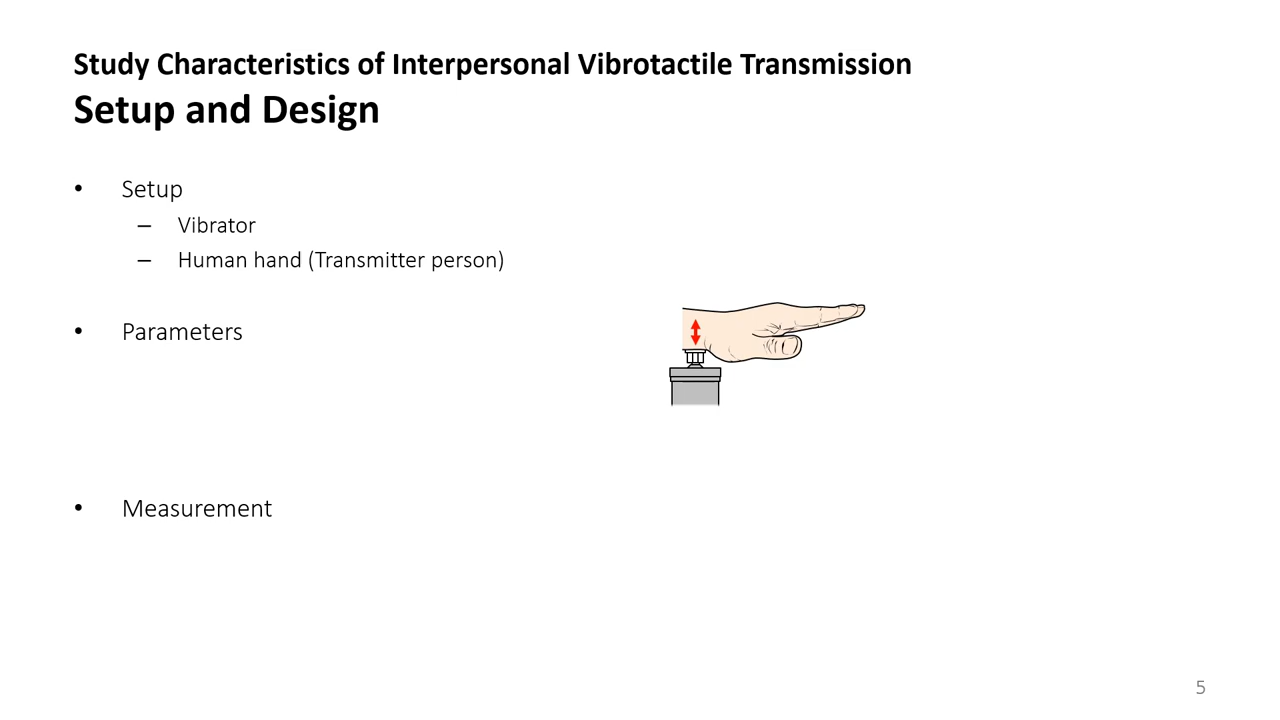 Study Characteristics of Interpersonal Vibrotactile Transmission
Setup and Design
• Setup
– Vibrator
– Human hand (Transmitter person)
• Parameters
• Measurement
5